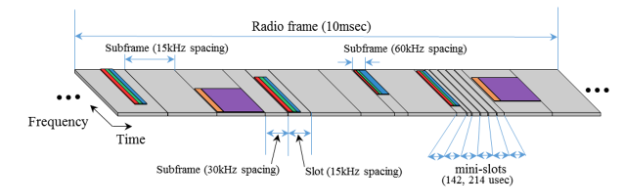 Radio frame (10msec)
Subframe (15kHz spacing)
Subframe (60kHz spacing)
Frequency
Time
Subframe (30kHz spacing)
Slot (15kHz spacing)
mini-slots
(142, 214 usec)